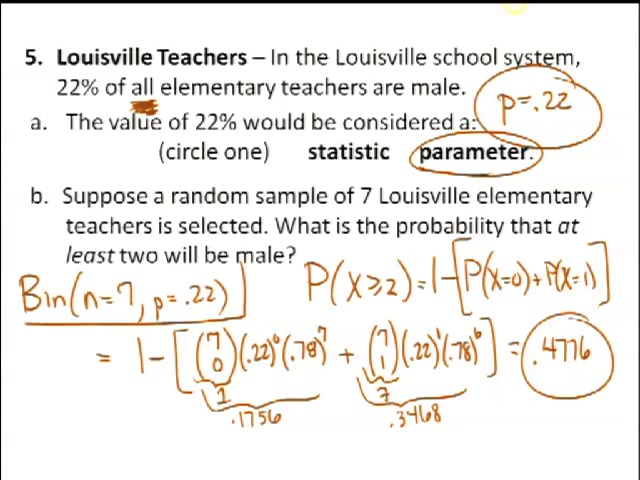 5. Louisville Teachers – In the Louisville school system,
22% of all elementary teachers are male.
p=.22
a. The value of 22% would be considered a:
(circle one) statistic parameter.
b. Suppose a random sample of 7 Louisville elementary
teachers is selected. What is the probability that at
least two will be male?
Bin(n=7, p=.22) P(X≥2)=1-[P(X=0)+P(X=1)]
= 1-[(7 0)(.22)^0(.78)^7 + (7 1)(.22)^1(.78)^6] = .4776
1 7
.1756 .3468